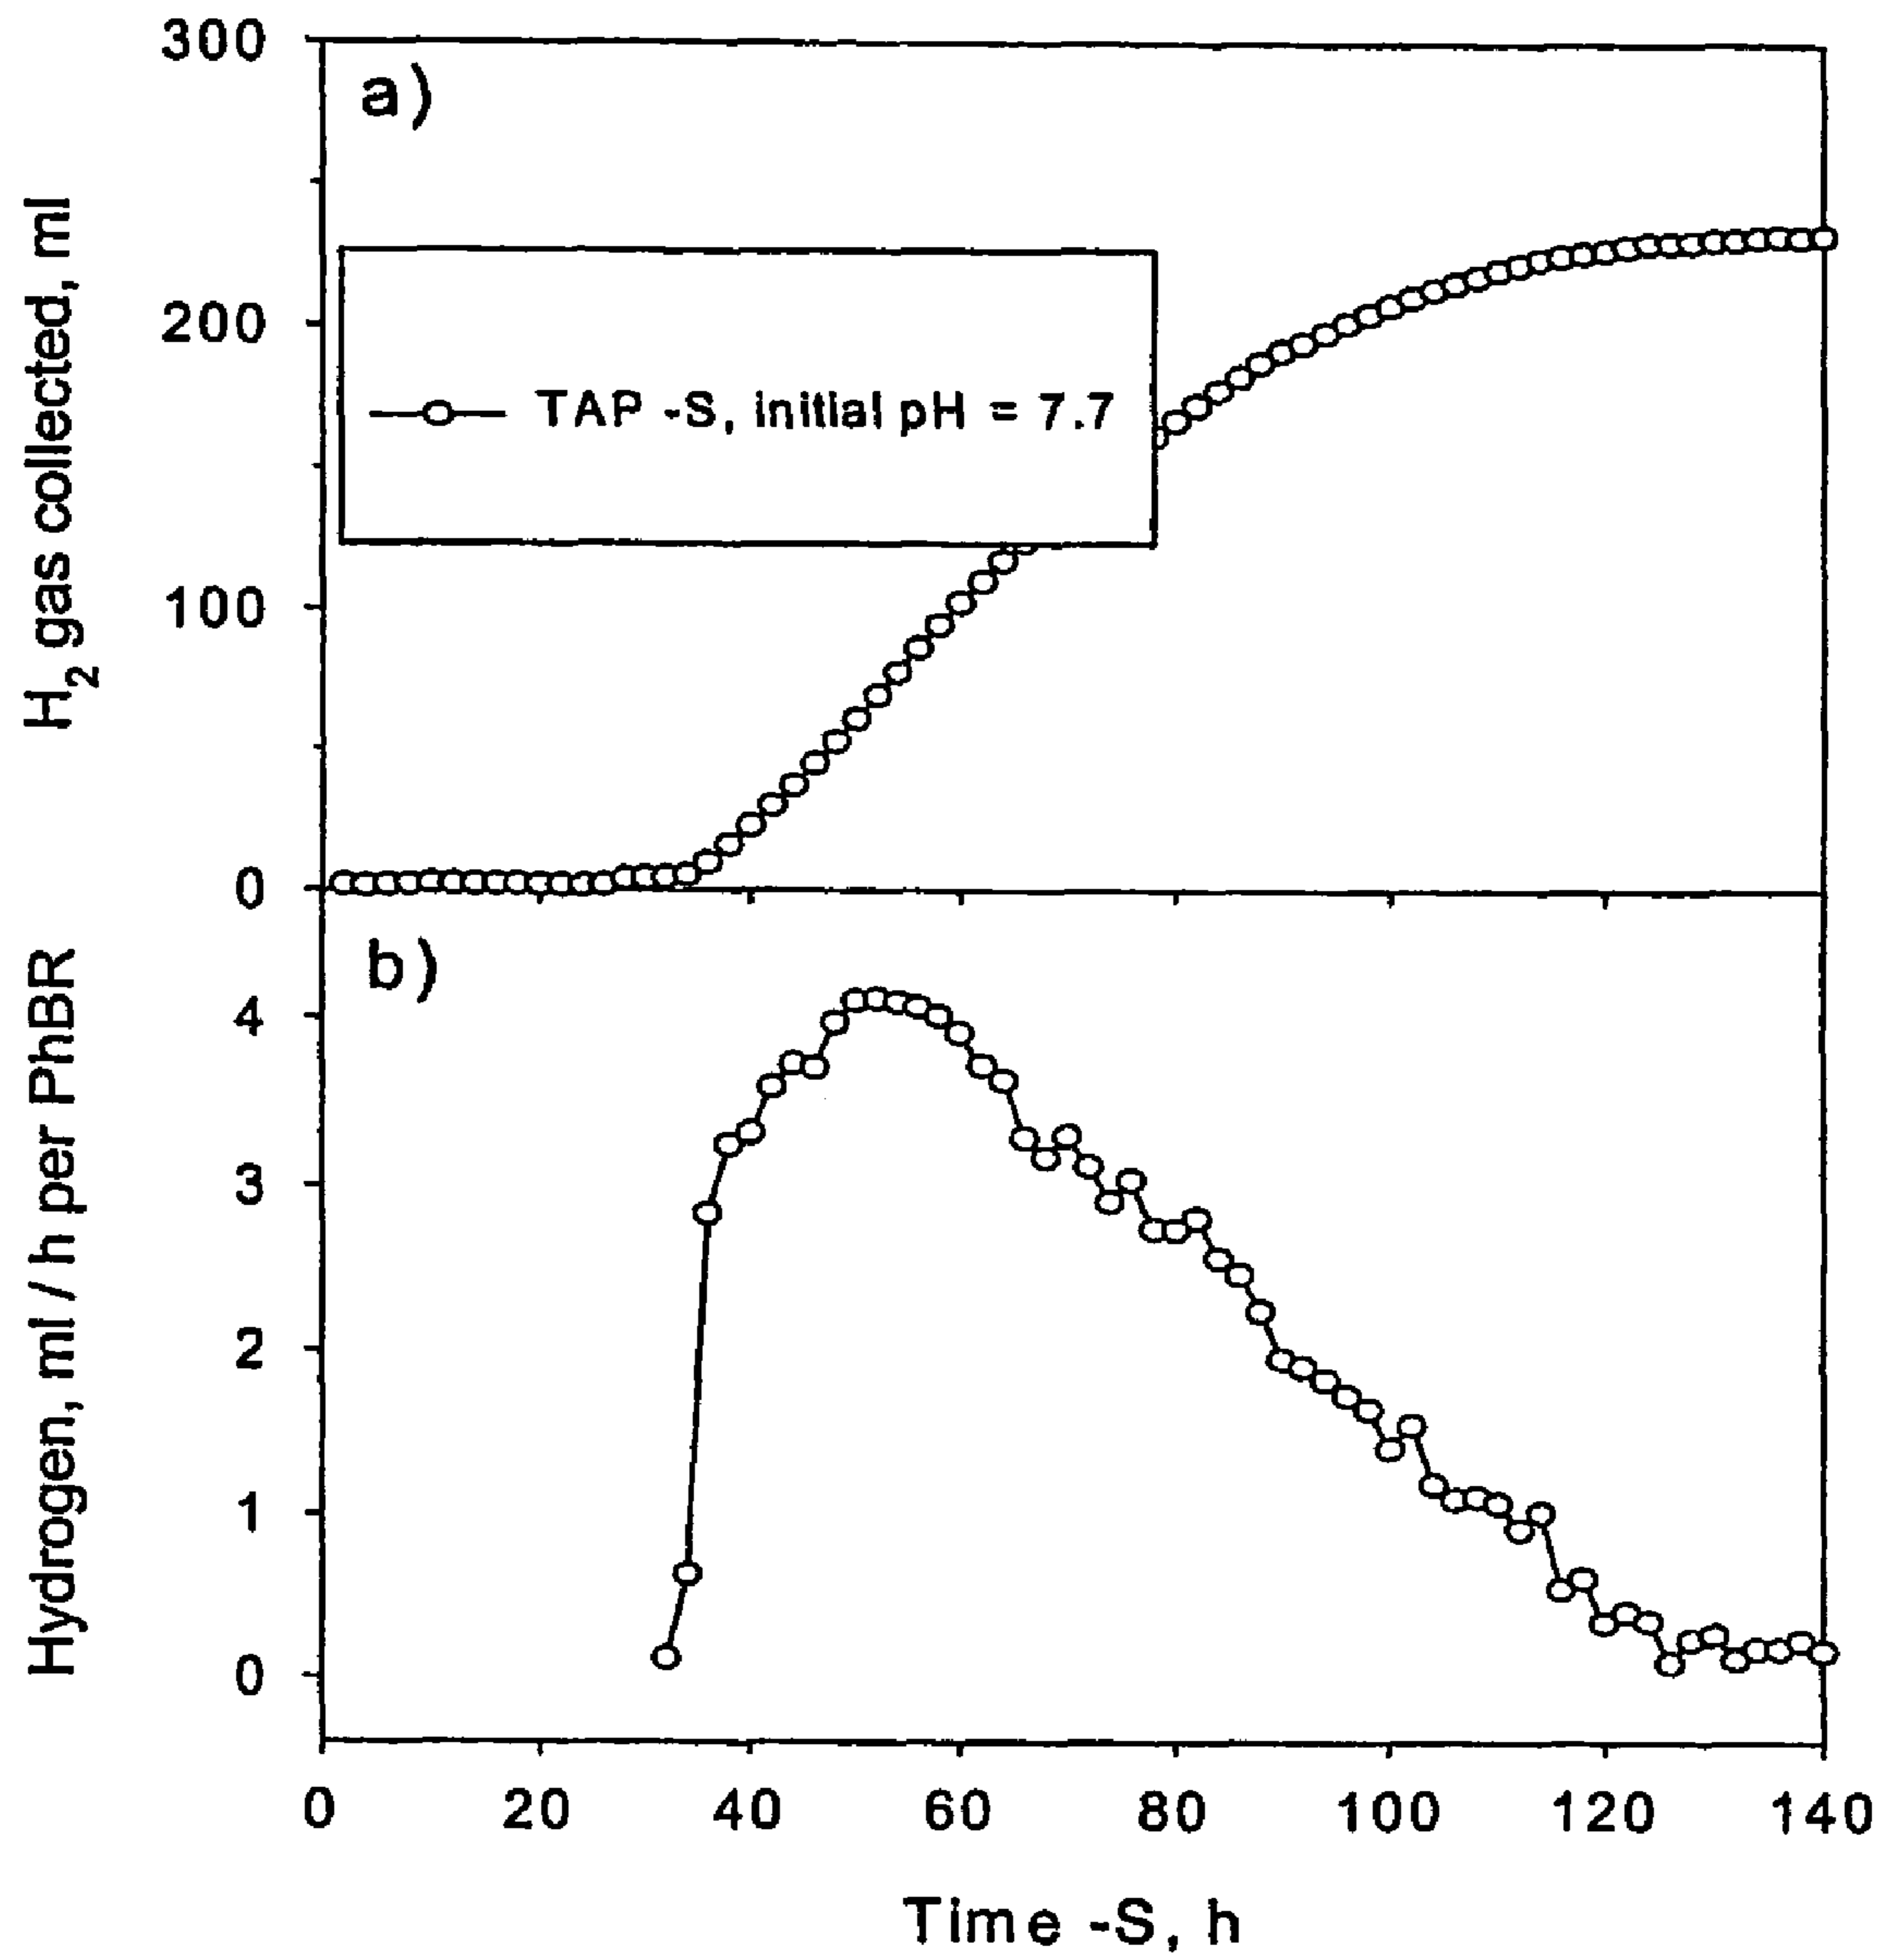 a)
H₂ gas collected, ml
300
200
100
0
TAP -S, initial pH = 7.7
b)
Hydrogen, ml / h per PhBR
4
3
2
1
0
0 20 40 60 80 100 120 140
Time -S, h